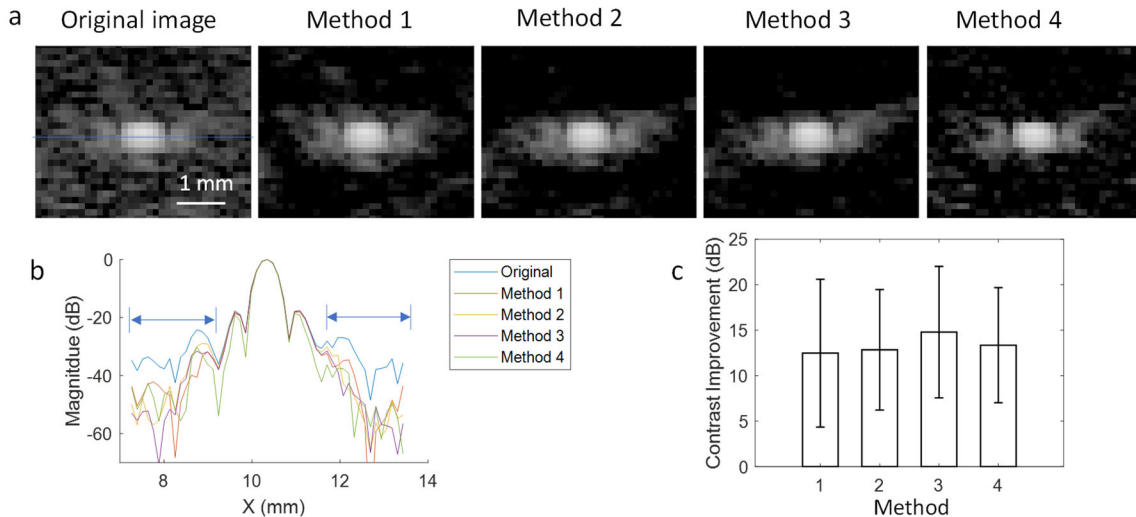 a
Original image
Method 1
Method 2
Method 3
Method 4
1 mm
b
0
-20
-40
-60
Magnitdue (dB)
8
10
12
14
X (mm)
Original
Method 1
Method 2
Method 3
Method 4
c
25
20
15
10
5
0
Contrast Improvement (dB)
1
2
3
4
Method